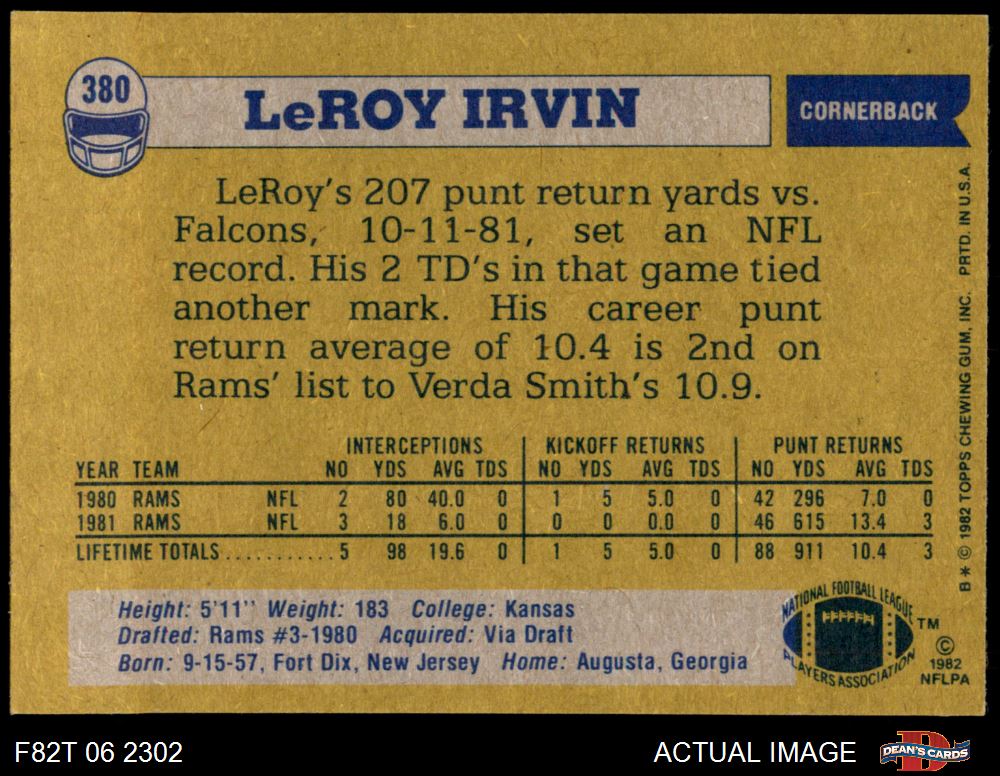 380
LeROY IRVIN
CORNERBACK
LeRoy's 207 punt return yards vs.
Falcons, 10-11-81, set an NFL
record. His 2 TD's in that game tied
another mark. His career punt
return average of 10.4 is 2nd on
Rams' list to Verda Smith's 10.9.
INTERCEPTIONS KICKOFF RETURNS PUNT RETURNS
YEAR TEAM NO YDS AVG TDS NO YDS AVG TDS NO YDS AVG TDS
1980 RAMS NFL 2 80 40.0 0 1 5 5.0 0 42 296 7.0 0
1981 RAMS NFL 3 18 6.0 0 0 0 0.0 0 46 615 13.4 3
LIFETIME TOTALS........... 5 98 19.6 0 1 5 5.0 0 88 911 10.4 3
Height: 5'11" Weight: 183 College: Kansas
Drafted: Rams #3-1980 Acquired: Via Draft
Born: 9-15-57, Fort Dix, New Jersey Home: Augusta, Georgia
NATIONAL FOOTBALL LEAGUE
PLAYERS ASSOCIATION
TM
©
1982
NFLPA
B * © 1982 TOPPS CHEWING GUM, INC. PRTD. IN U.S.A.
F82T 06 2302
ACTUAL IMAGE
DEAN'S CARDS